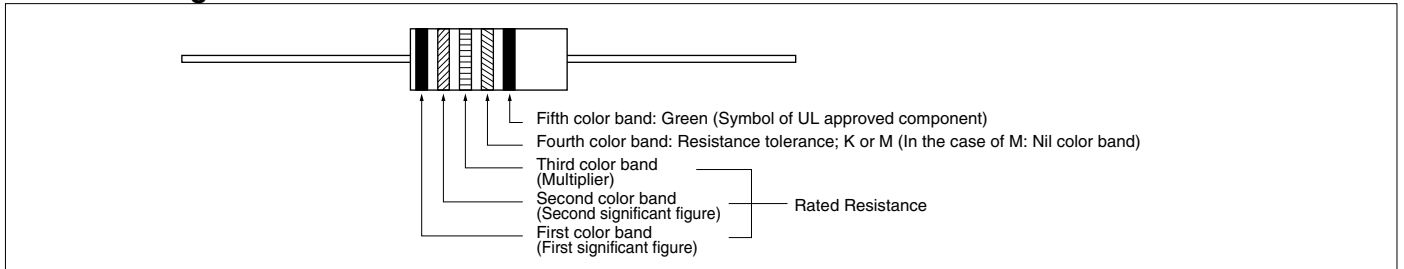 Fifth color band: Green (Symbol of UL approved component)
Fourth color band: Resistance tolerance; K or M (In the case of M: Nil color band)
Third color band
(Multiplier)
Second color band
(Second significant figure)
Rated Resistance
First color band
(First significant figure)